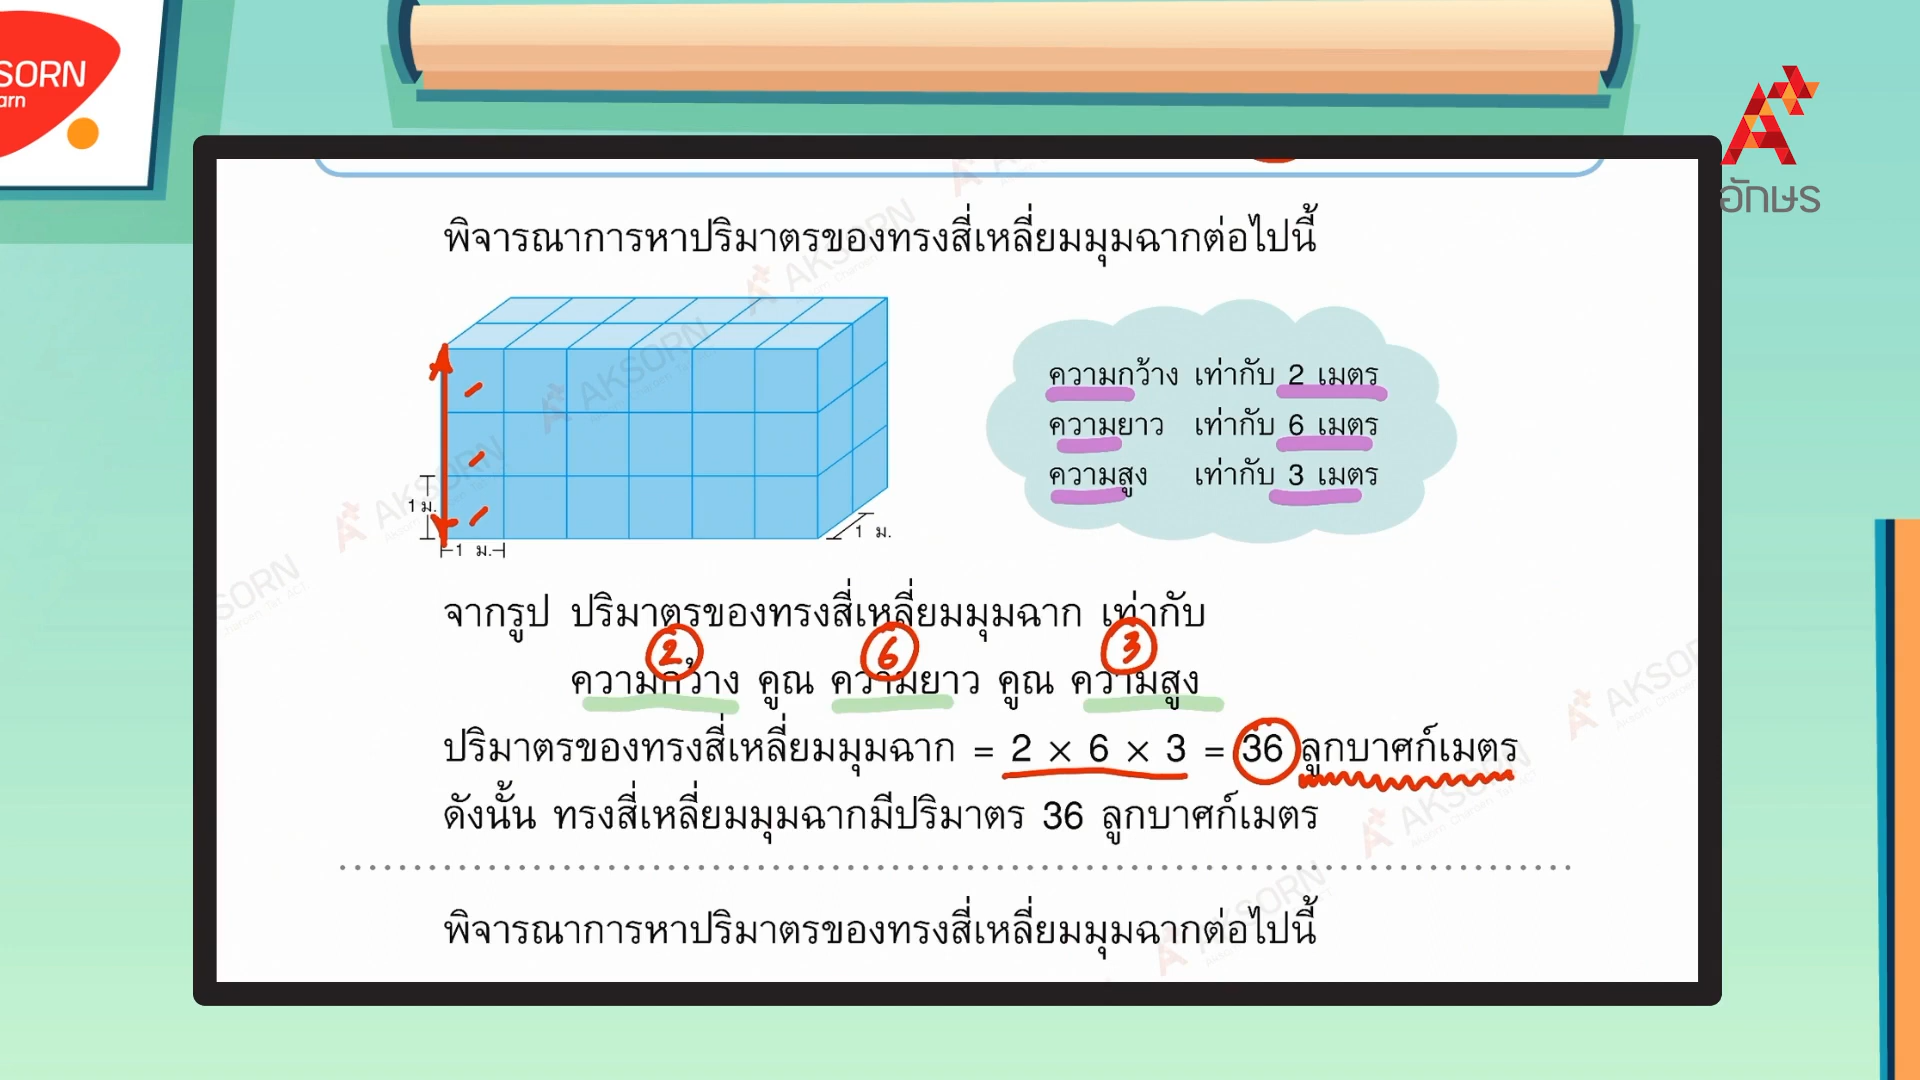 SORN
arn
อักษร
พิจารณาการหาปริมาตรของทรงสี่เหลี่ยมมุมฉากต่อไปนี้
ความกว้าง เท่ากับ 2 เมตร
ความยาว เท่ากับ 6 เมตร
ความสูง เท่ากับ 3 เมตร
1 ม.
1 ม.
1 ม.
จากรูป ปริมาตรของทรงสี่เหลี่ยมมุมฉาก เท่ากับ
2 6 3
ความกว้าง คูณ ความยาว คูณ ความสูง
ปริมาตรของทรงสี่เหลี่ยมมุมฉาก = 2 × 6 × 3 = 36 ลูกบาศก์เมตร
ดังนั้น ทรงสี่เหลี่ยมมุมฉากมีปริมาตร 36 ลูกบาศก์เมตร
พิจารณาการหาปริมาตรของทรงสี่เหลี่ยมมุมฉากต่อไปนี้